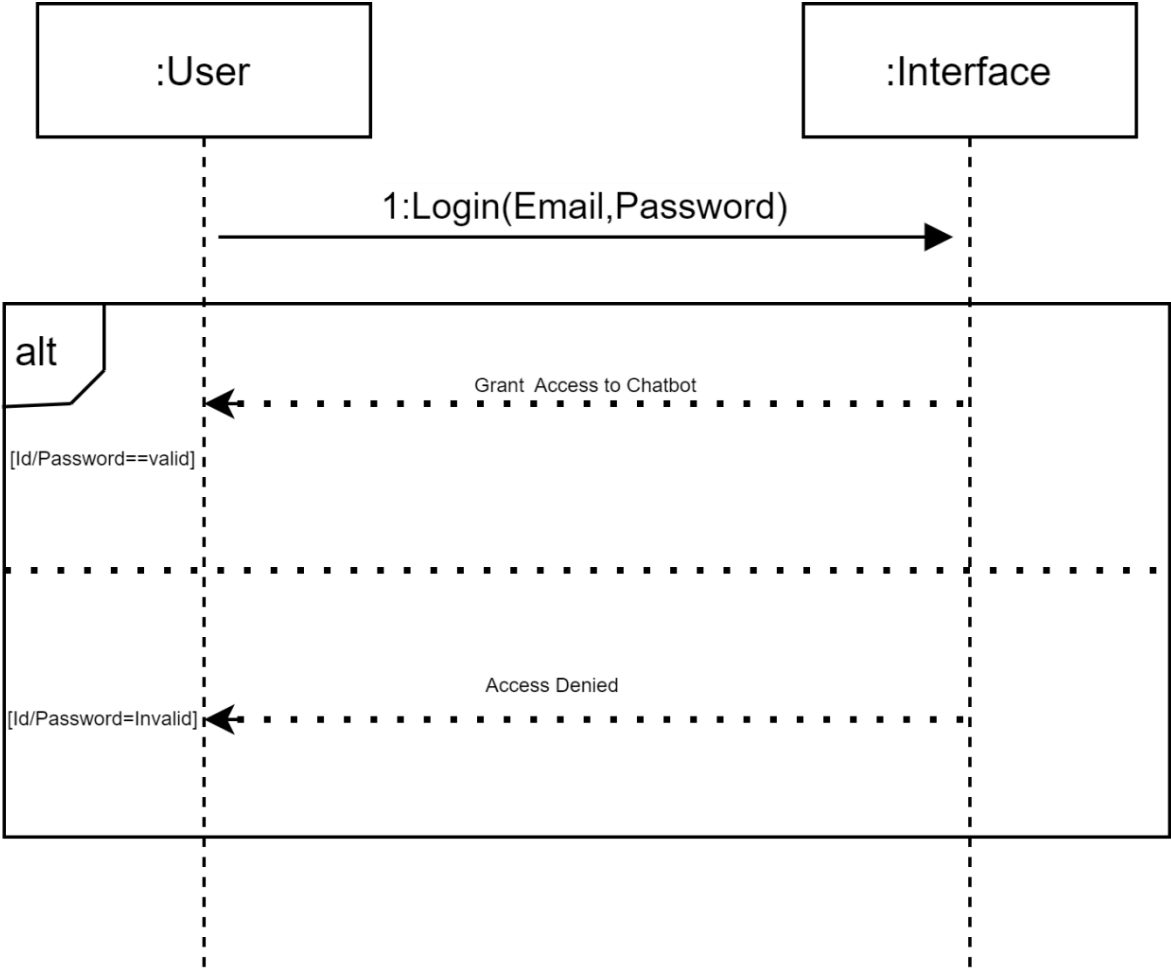 :User
:Interface
1:Login(Email,Password)
alt
Grant  Access to Chatbot
[Id/Password==valid]
Access Denied
[Id/Password=Invalid]